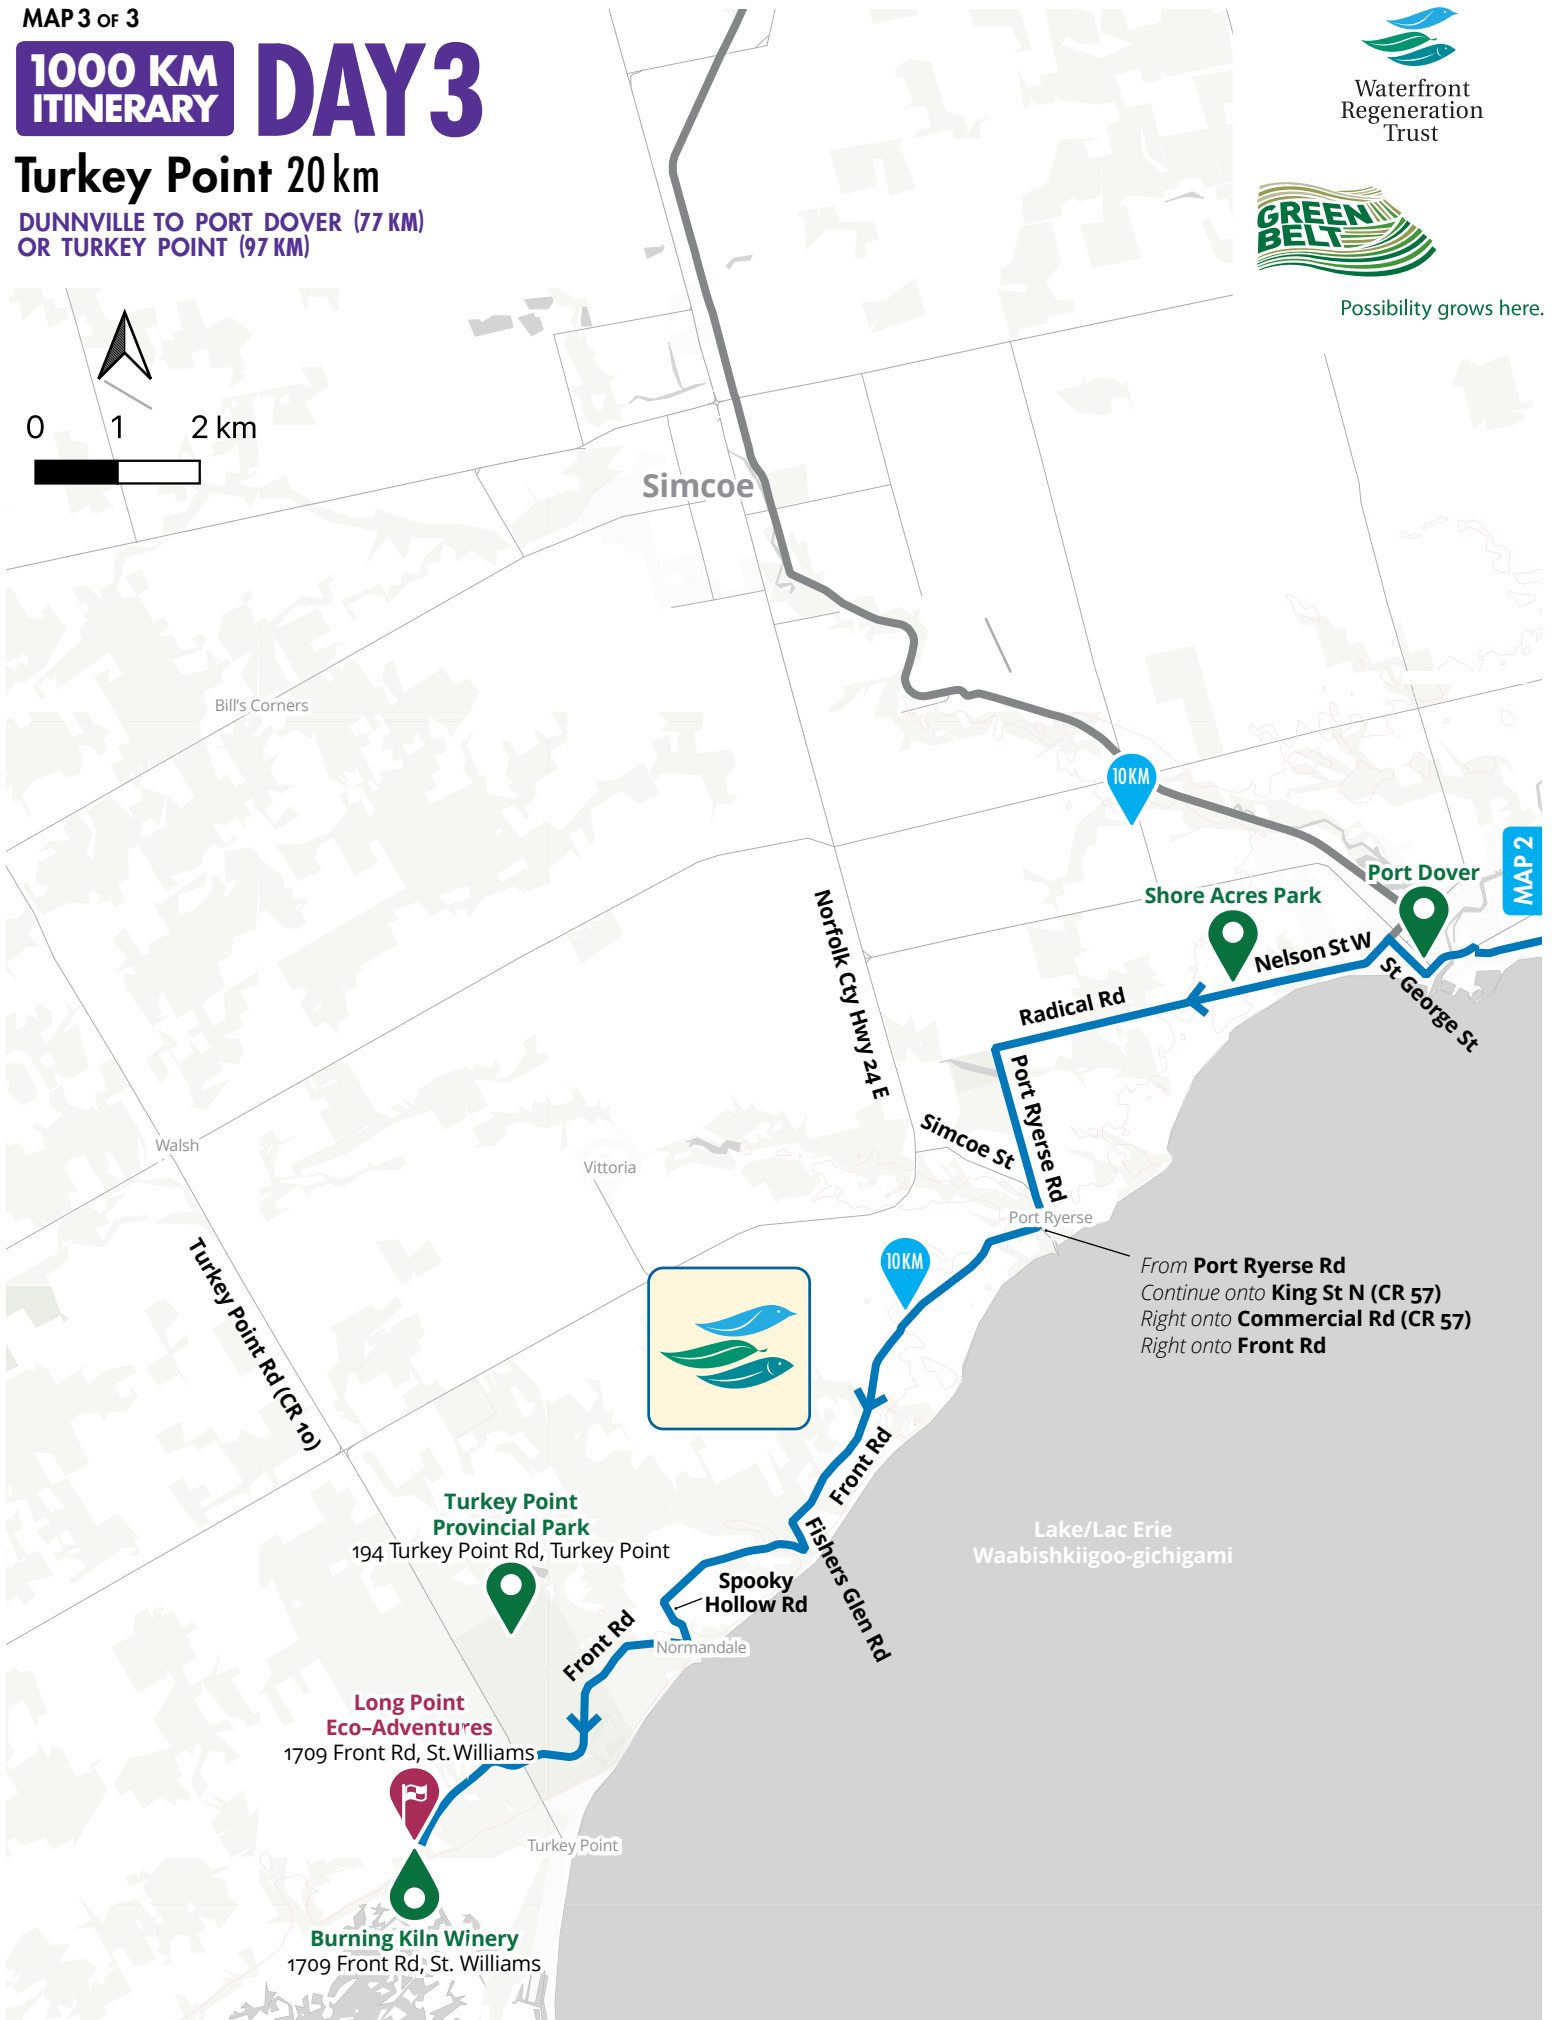 MAP 3 OF 3
1000 KM
ITINERARY
DAY 3
Turkey Point 20 km
DUNNVILLE TO PORT DOVER (77 KM)
OR TURKEY POINT (97 KM)
Waterfront
Regeneration
Trust
GREEN
BELT
Possibility grows here.
0 1 2 km
Simcoe
Bill's Corners
10 KM
MAP 2
Port Dover
Shore Acres Park
Nelson St W
St George St
Radical Rd
Norfolk Cty Hwy 24 E
Port Ryerse Rd
Simcoe St
Walsh
Vittoria
Port Ryerse
From Port Ryerse Rd
Continue onto King St N (CR 57)
Right onto Commercial Rd (CR 57)
Right onto Front Rd
10 KM
Turkey Point Rd (CR 10)
Front Rd
Turkey Point
Provincial Park
194 Turkey Point Rd, Turkey Point
Fishers Glen Rd
Lake/Lac Erie
Waabishkiigoo-gichigami
Spooky
Hollow Rd
Front Rd
Normandale
Long Point
Eco–Adventures
1709 Front Rd, St. Williams
Turkey Point
Burning Kiln Winery
1709 Front Rd, St. Williams